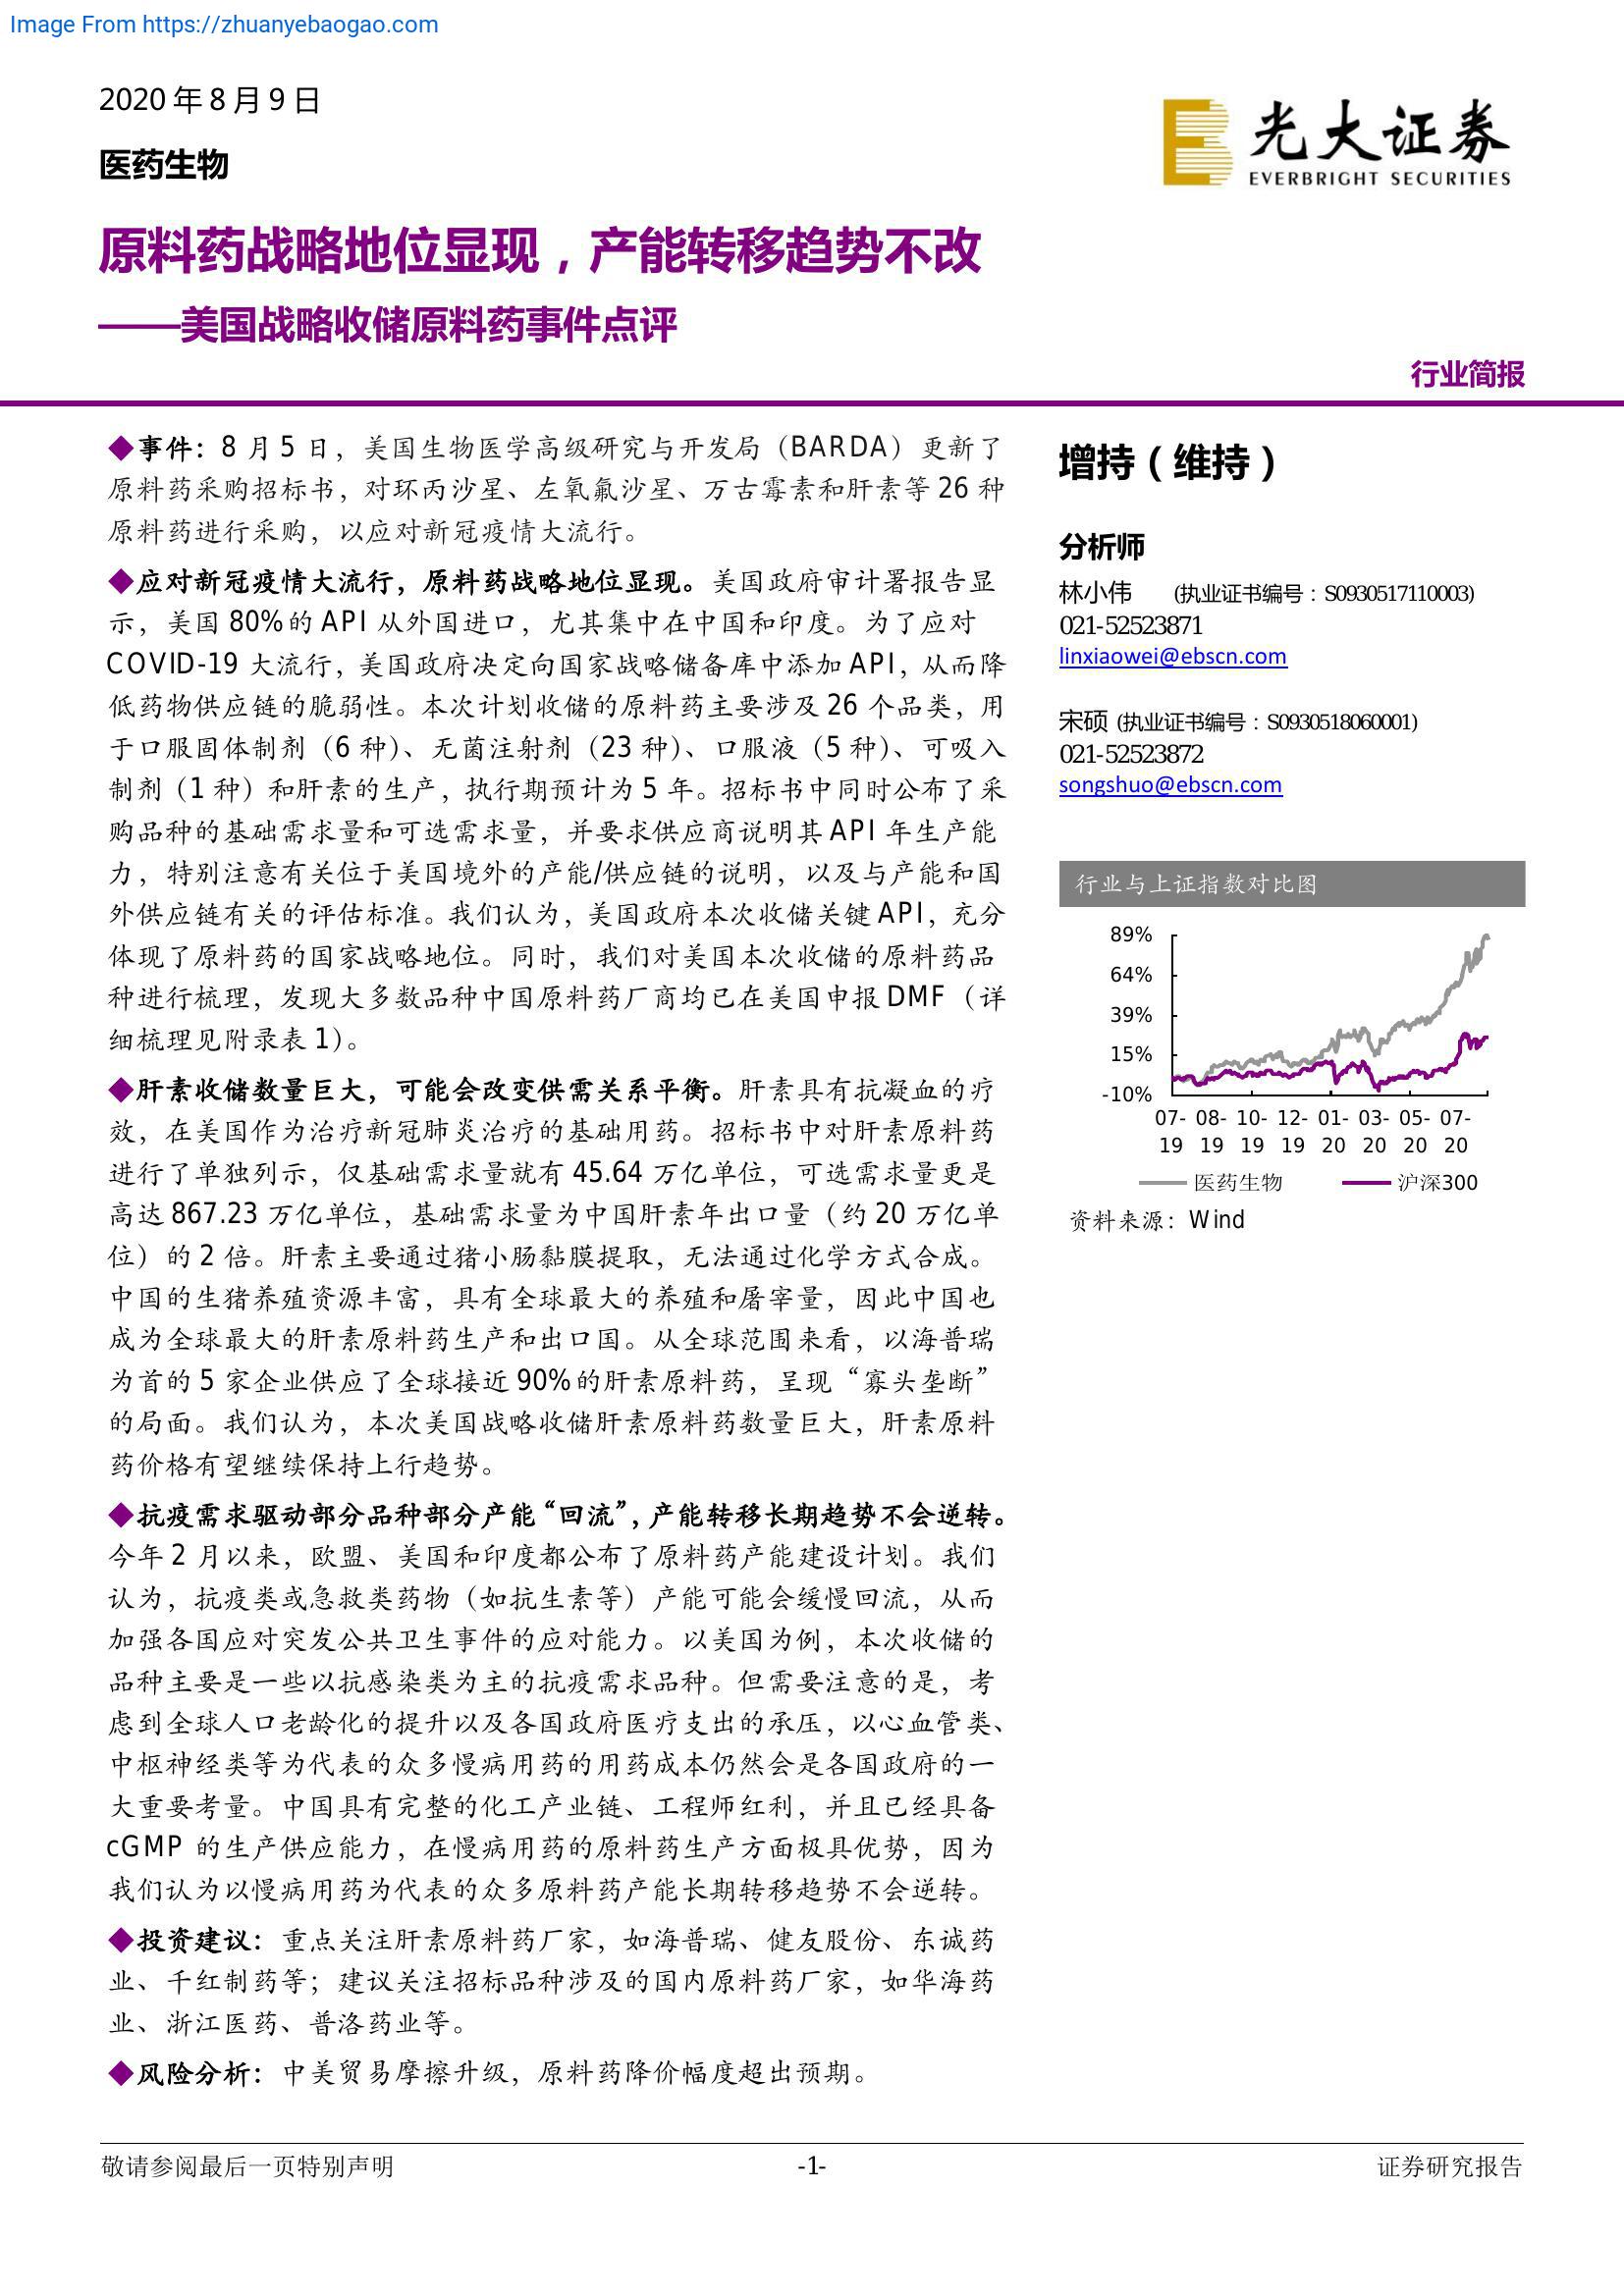 Image From https://zhuanyebaogao.com
2020 年 8 月 9 日
医药生物
光大证券
EVERBRIGHT SECURITIES
原料药战略地位显现，产能转移趋势不改
——美国战略收储原料药事件点评
行业简报
◆事件：8 月 5 日，美国生物医学高级研究与开发局（BARDA）更新了
原料药采购招标书，对环丙沙星、左氧氟沙星、万古霉素和肝素等 26 种
原料药进行采购，以应对新冠疫情大流行。
◆应对新冠疫情大流行，原料药战略地位显现。美国政府审计署报告显
示，美国 80%的 API 从外国进口，尤其集中在中国和印度。为了应对
COVID-19 大流行，美国政府决定向国家战略储备库中添加 API，从而降
低药物供应链的脆弱性。本次计划收储的原料药主要涉及 26 个品类，用
于口服固体制剂（6 种）、无菌注射剂（23 种）、口服液（5 种）、可吸入
制剂（1 种）和肝素的生产，执行期预计为 5 年。招标书中同时公布了采
购品种的基础需求量和可选需求量，并要求供应商说明其 API 年生产能
力，特别注意有关位于美国境外的产能/供应链的说明，以及与产能和国
外供应链有关的评估标准。我们认为，美国政府本次收储关键 API，充分
体现了原料药的国家战略地位。同时，我们对美国本次收储的原料药品
种进行梳理，发现大多数品种中国原料药厂商均已在美国申报 DMF（详
细梳理见附录表 1）。
◆肝素收储数量巨大，可能会改变供需关系平衡。肝素具有抗凝血的疗
效，在美国作为治疗新冠肺炎治疗的基础用药。招标书中对肝素原料药
进行了单独列示，仅基础需求量就有 45.64 万亿单位，可选需求量更是
高达 867.23 万亿单位，基础需求量为中国肝素年出口量（约 20 万亿单
位）的 2 倍。肝素主要通过猪小肠黏膜提取，无法通过化学方式合成。
中国的生猪养殖资源丰富，具有全球最大的养殖和屠宰量，因此中国也
成为全球最大的肝素原料药生产和出口国。从全球范围来看，以海普瑞
为首的 5 家企业供应了全球接近 90%的肝素原料药，呈现“寡头垄断”
的局面。我们认为，本次美国战略收储肝素原料药数量巨大，肝素原料
药价格有望继续保持上行趋势。
◆抗疫需求驱动部分品种部分产能“回流”，产能转移长期趋势不会逆转。
今年 2 月以来，欧盟、美国和印度都公布了原料药产能建设计划。我们
认为，抗疫类或急救类药物（如抗生素等）产能可能会缓慢回流，从而
加强各国应对突发公共卫生事件的应对能力。以美国为例，本次收储的
品种主要是一些以抗感染类为主的抗疫需求品种。但需要注意的是，考
虑到全球人口老龄化的提升以及各国政府医疗支出的承压，以心血管类、
中枢神经类等为代表的众多慢病用药的用药成本仍然会是各国政府的一
大重要考量。中国具有完整的化工产业链、工程师红利，并且已经具备
cGMP 的生产供应能力，在慢病用药的原料药生产方面极具优势，因为
我们认为以慢病用药为代表的众多原料药产能长期转移趋势不会逆转。
◆投资建议：重点关注肝素原料药厂家，如海普瑞、健友股份、东诚药
业、千红制药等；建议关注招标品种涉及的国内原料药厂家，如华海药
业、浙江医药、普洛药业等。
◆风险分析：中美贸易摩擦升级，原料药降价幅度超出预期。
增持（维持）
分析师
林小伟 (执业证书编号：S0930517110003)
021-52523871
linxiaowei@ebscn.com
宋硕 (执业证书编号：S0930518060001)
021-52523872
songshuo@ebscn.com
行业与上证指数对比图
89%
64%
39%
15%
-10%
07- 08- 10- 12- 01- 03- 05- 07-
19 19 19 19 20 20 20 20
医药生物 沪深300
资料来源：Wind
敬请参阅最后一页特别声明 -1- 证券研究报告